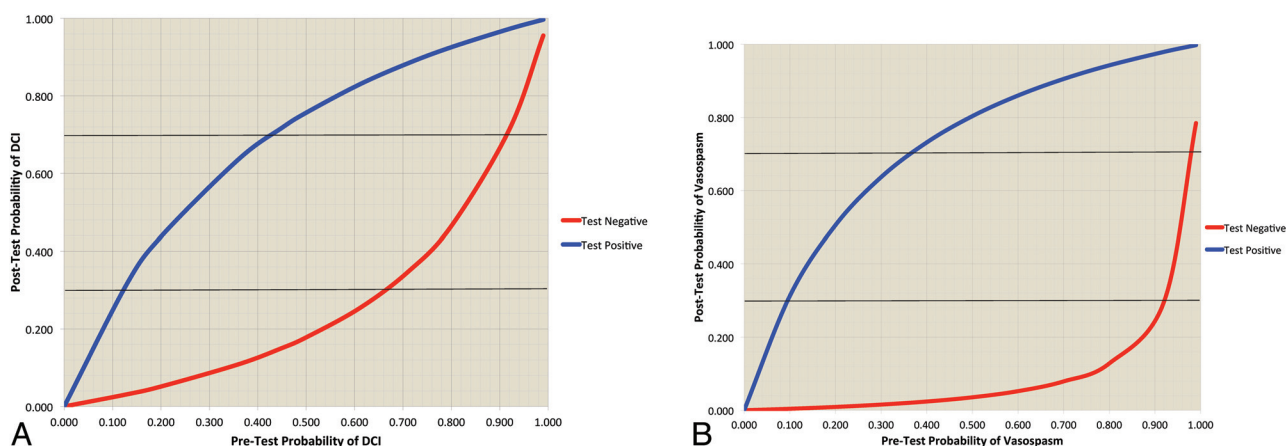 1.000
0.800
0.600
0.400
0.200
0.000
Post-Test Probabiltiy of DCI
0.000 0.100 0.200 0.300 0.400 0.500 0.600 0.700 0.800 0.900 1.000
Pre-Test Probability of DCI
Test Negative
Test Positive
A
1.000
0.800
0.600
0.400
0.200
0.000
Post-Test Probabiltiy of Vasospasm
0.000 0.100 0.200 0.300 0.400 0.500 0.600 0.700 0.800 0.900 1.000
Pre-Test Probability of Vasospasm
Test Negative
Test Positive
B